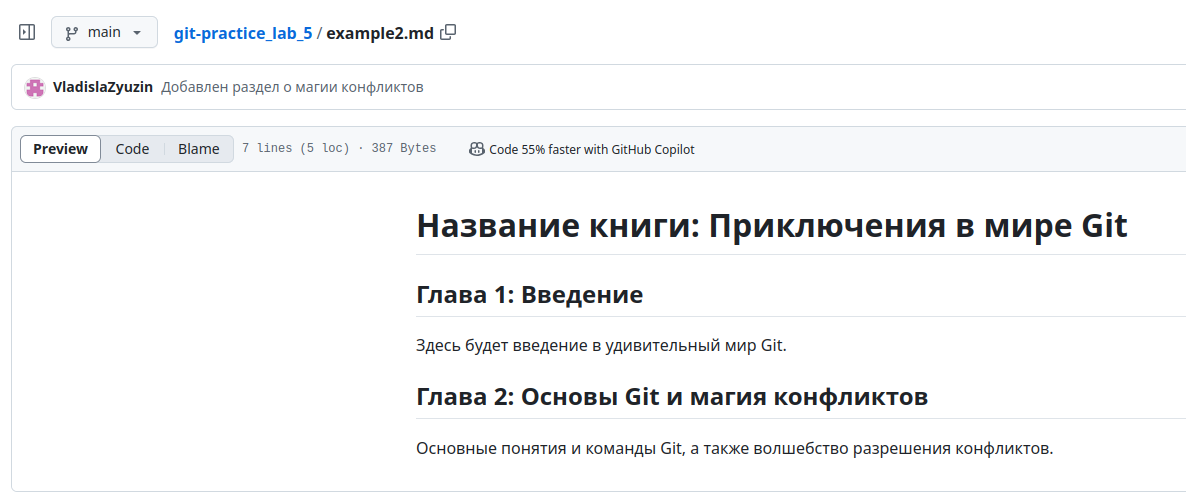 main
git-practice_lab_5 / example2.md
VladislaZyuzin Добавлен раздел о магии конфликтов
Preview Code Blame 7 lines (5 loc) · 387 Bytes Code 55% faster with GitHub Copilot
Название книги: Приключения в мире Git
Глава 1: Введение
Здесь будет введение в удивительный мир Git.
Глава 2: Основы Git и магия конфликтов
Основные понятия и команды Git, а также волшебство разрешения конфликтов.